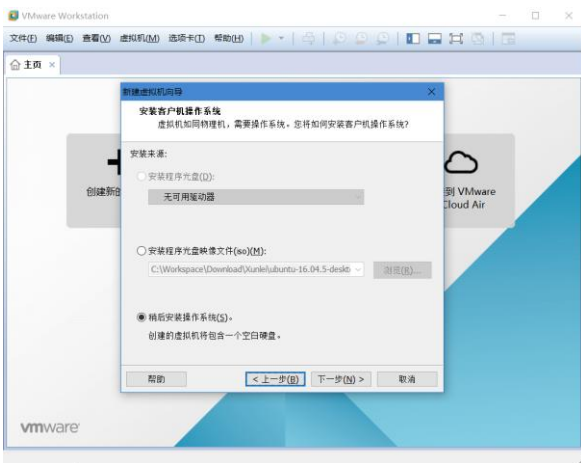 VMware Workstation
文件(F) 编辑(E) 查看(V) 虚拟机(M) 选项卡(T) 帮助(H)
主页
新建虚拟机向导
安装客户机操作系统
虚拟机如同物理机，需要操作系统。您将如何安装客户机操作系统?
安装来源:
安装程序光盘(D):
无可用驱动器
创建新的
到 VMware
Cloud Air
安装程序光盘映像文件(iso)(M):
C:\Workspace\Download\Xunlei\ubuntu-16.04.5-deskt
浏览(R)...
稍后安装操作系统(S)。
创建的虚拟机将包含一个空白硬盘。
帮助 < 上一步(B) 下一步(N) > 取消
vmware